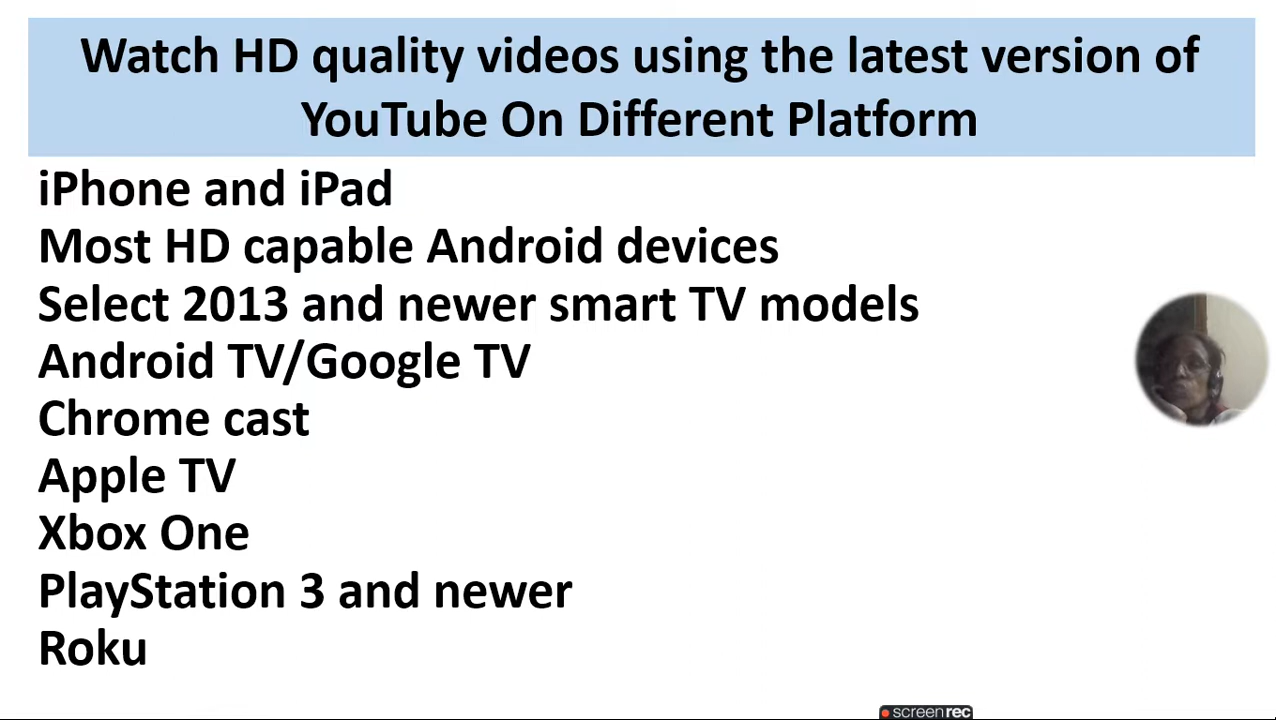 Watch HD quality videos using the latest version of
YouTube On Different Platform
iPhone and iPad
Most HD capable Android devices
Select 2013 and newer smart TV models
Android TV/Google TV
Chrome cast
Apple TV
Xbox One
PlayStation 3 and newer
Roku
screenrec